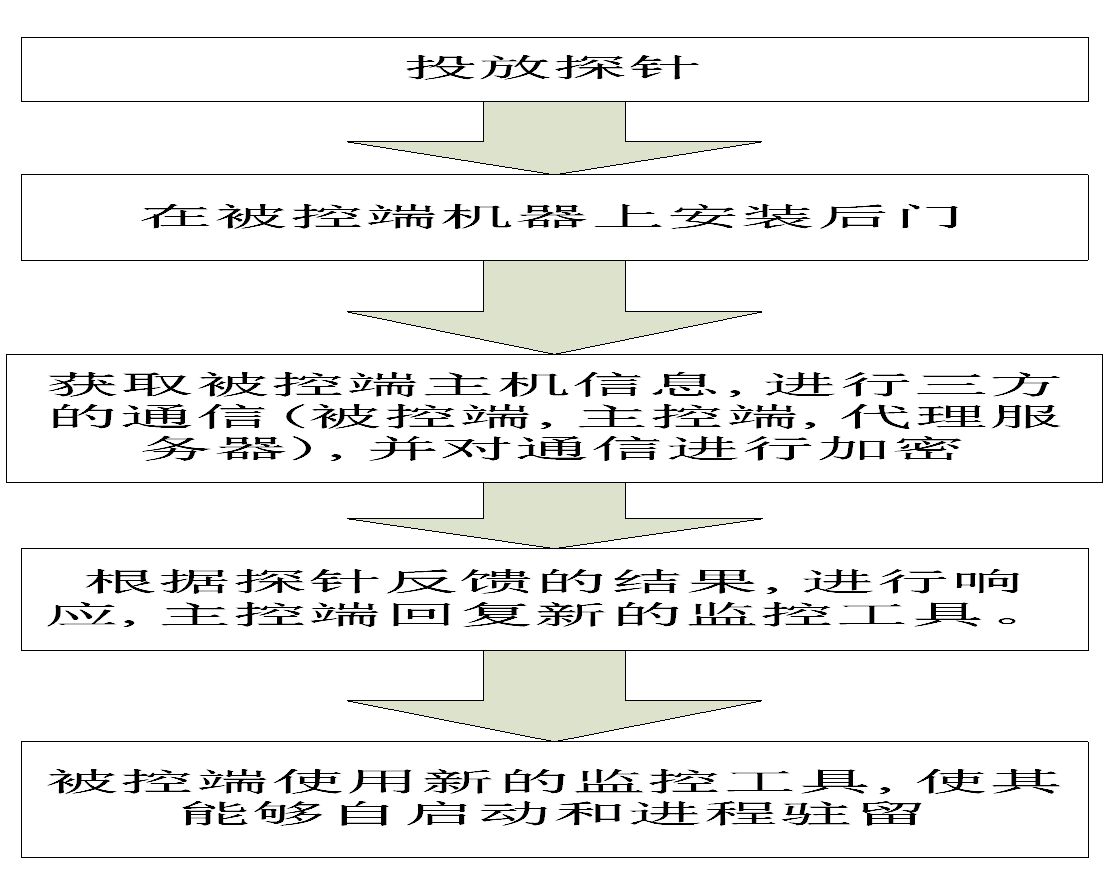 投放探针
在被控端机器上安装后门
获取被控端主机信息,进行三方
的通信(被控端,主控端,代理服
务器),并对通信进行加密
根据探针反馈的结果,进行响
应,主控端回复新的监控工具。
被控端使用新的监控工具,使其
能够自启动和进程驻留